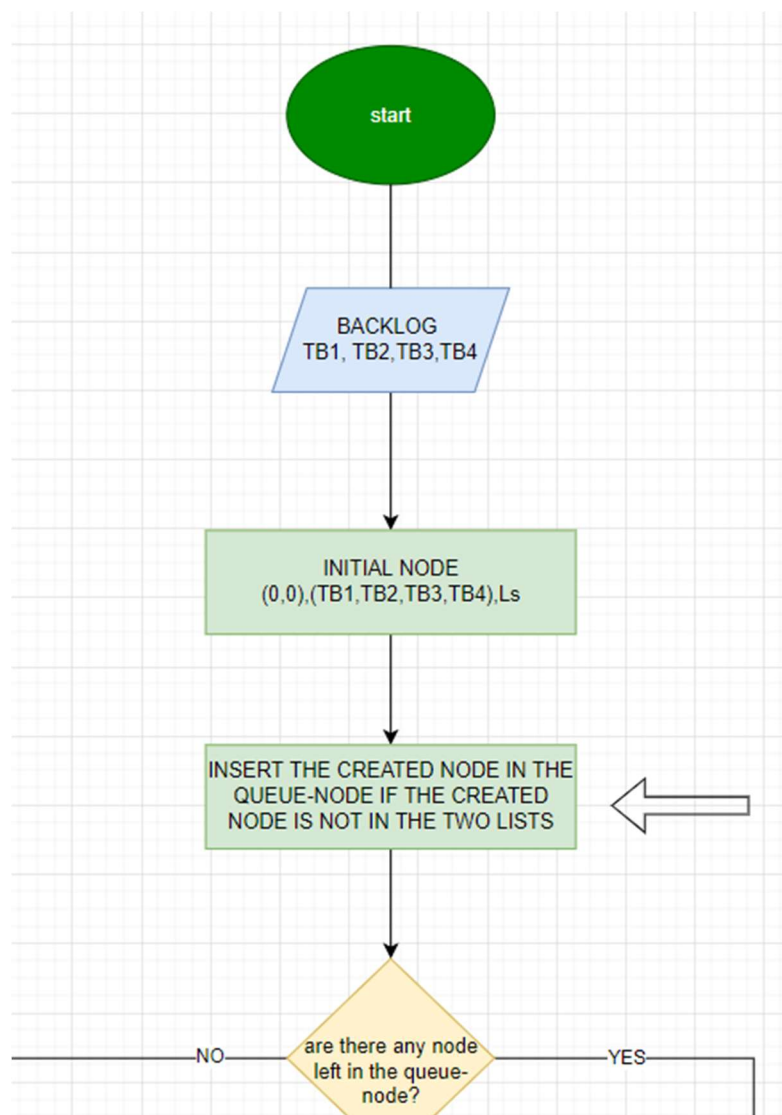 start
BACKLOG
TB1, TB2,TB3,TB4
INITIAL NODE
(0,0),(TB1,TB2,TB3,TB4),Ls
INSERT THE CREATED NODE IN THE
QUEUE-NODE IF THE CREATED
NODE IS NOT IN THE TWO LISTS
are there any node
left in the queue-
node?
NO
YES